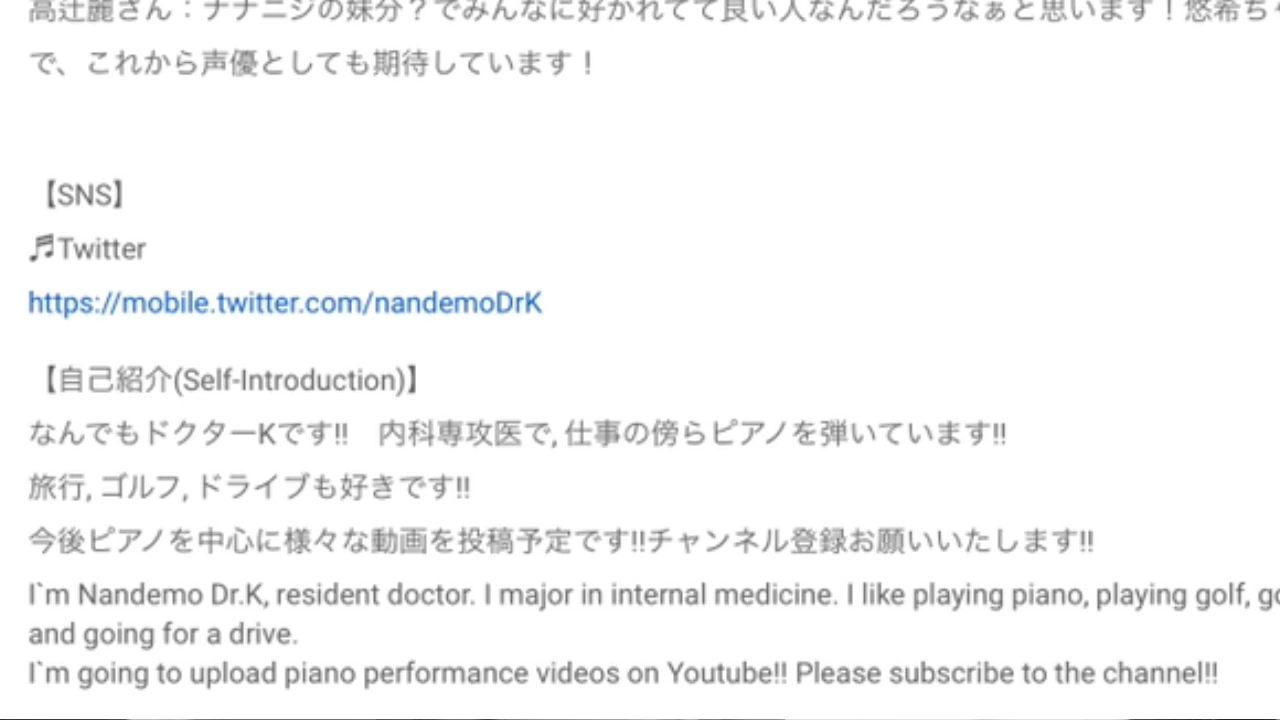 高辻麗さん：ナナニジの妹分？でみんなに好かれてて良い人なんだろうなぁと思います！悠希ち
で、これから声優としても期待しています！
【SNS】
🎵Twitter
https://mobile.twitter.com/nandemoDrK
【自己紹介(Self-Introduction)】
なんでもドクターKです!!　内科専攻医で, 仕事の傍らピアノを弾いています!!
旅行, ゴルフ, ドライブも好きです!!
今後ピアノを中心に様々な動画を投稿予定です!!チャンネル登録お願いいたします!!
I`m Nandemo Dr.K, resident doctor. I major in internal medicine. I like playing piano, playing golf,
and going for a drive.
I`m going to upload piano performance videos on Youtube!! Please subscribe to the channel!!